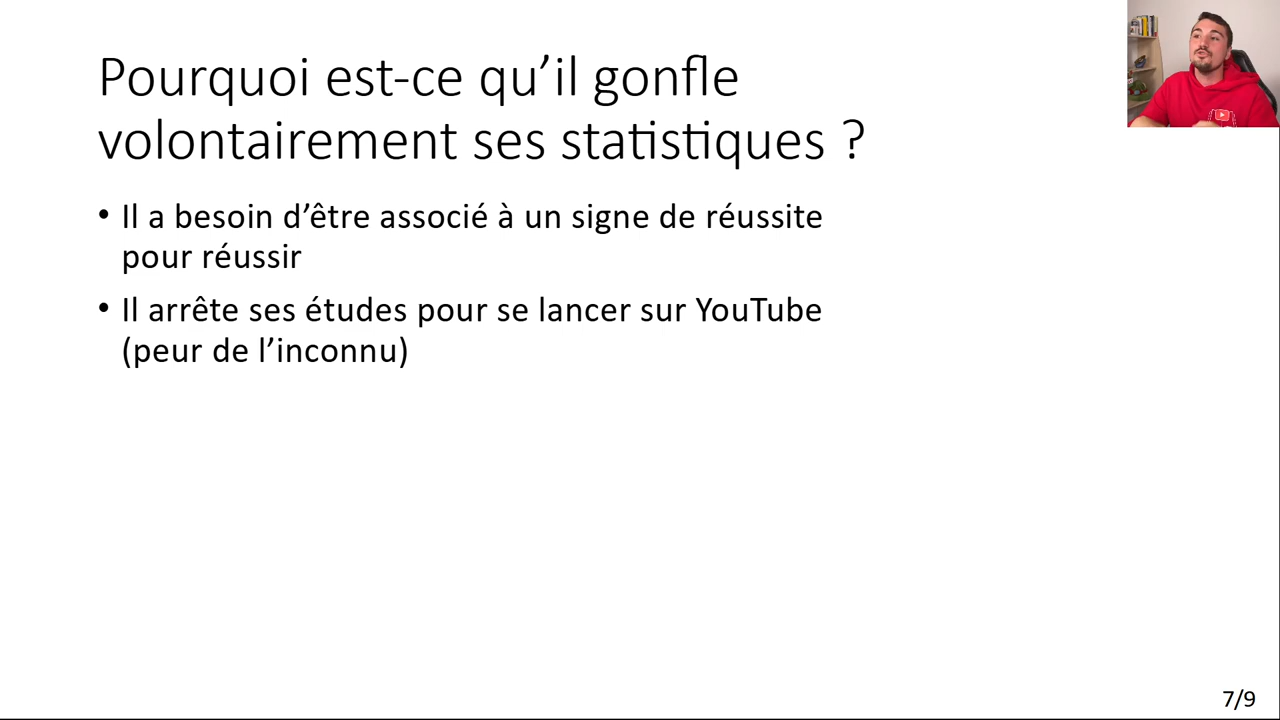 Pourquoi est-ce qu’il gonfle
volontairement ses statistiques ?
• Il a besoin d’être associé à un signe de réussite
pour réussir
• Il arrête ses études pour se lancer sur YouTube
(peur de l’inconnu)
7/9